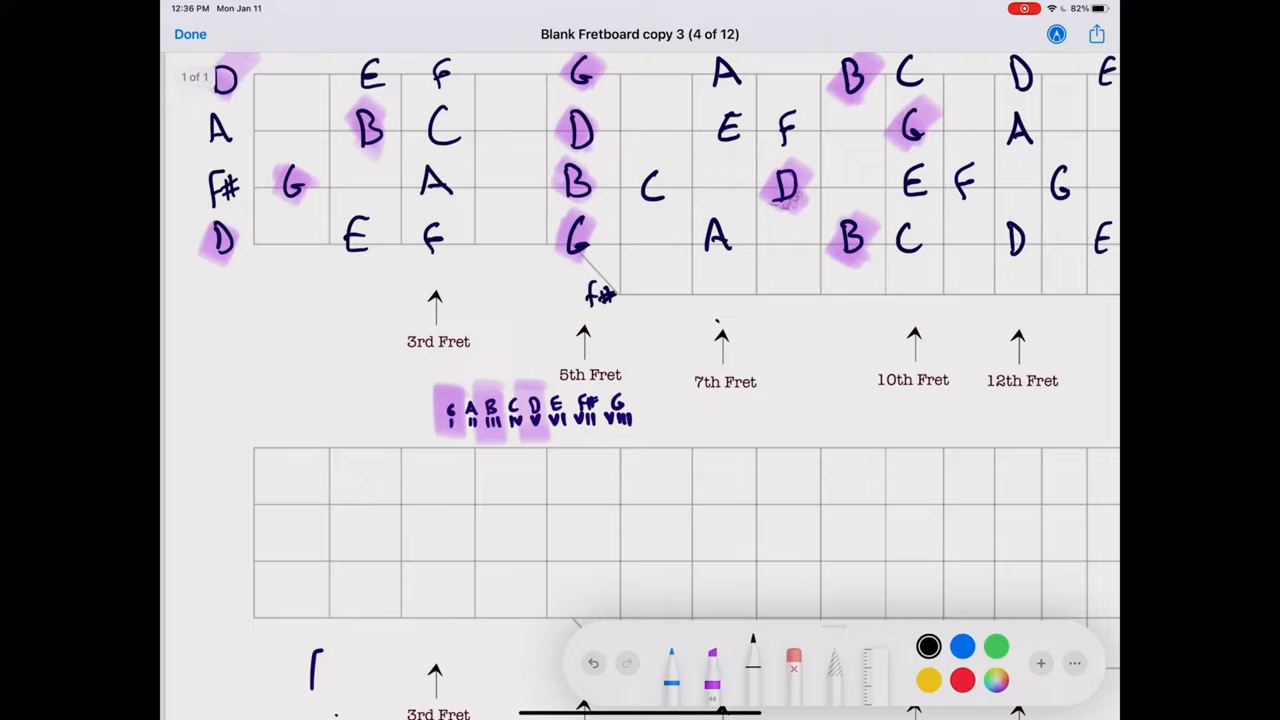 12:36 PM Mon Jan 11
82%
Done
Blank Fretboard copy 3 (4 of 12)
1 of 1
D E F G A B C D E
A B C D E F G A
F# G A B C D E F G
D E F G A B C D E
F#
3rd Fret
5th Fret
7th Fret
10th Fret
12th Fret
G A B C D E F# G
I II III IV V VI VII VIII
3rd Fret